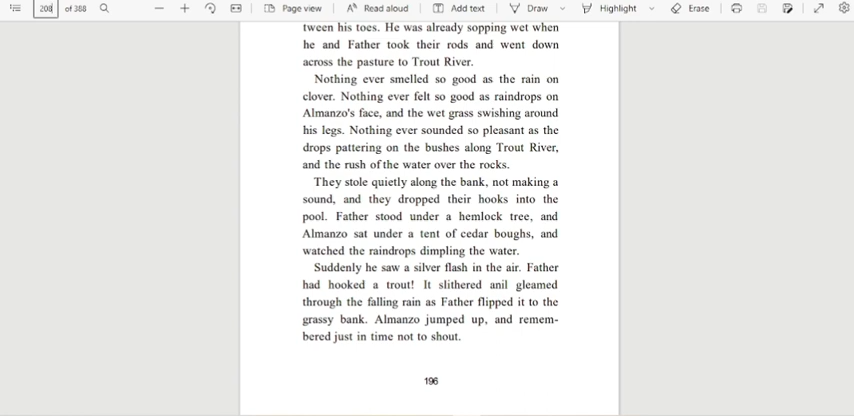 208 of 388 Page view Read aloud Add text Draw Highlight Erase
tween his toes. He was already sopping wet when
he and Father took their rods and went down
across the pasture to Trout River.
Nothing ever smelled so good as the rain on
clover. Nothing ever felt so good as raindrops on
Almanzo's face, and the wet grass swishing around
his legs. Nothing ever sounded so pleasant as the
drops pattering on the bushes along Trout River,
and the rush of the water over the rocks.
They stole quietly along the bank, not making a
sound, and they dropped their hooks into the
pool. Father stood under a hemlock tree, and
Almanzo sat under a tent of cedar boughs, and
watched the raindrops dimpling the water.
Suddenly he saw a silver flash in the air. Father
had hooked a trout! It slithered anil gleamed
through the falling rain as Father flipped it to the
grassy bank. Almanzo jumped up, and remem-
bered just in time not to shout.
196